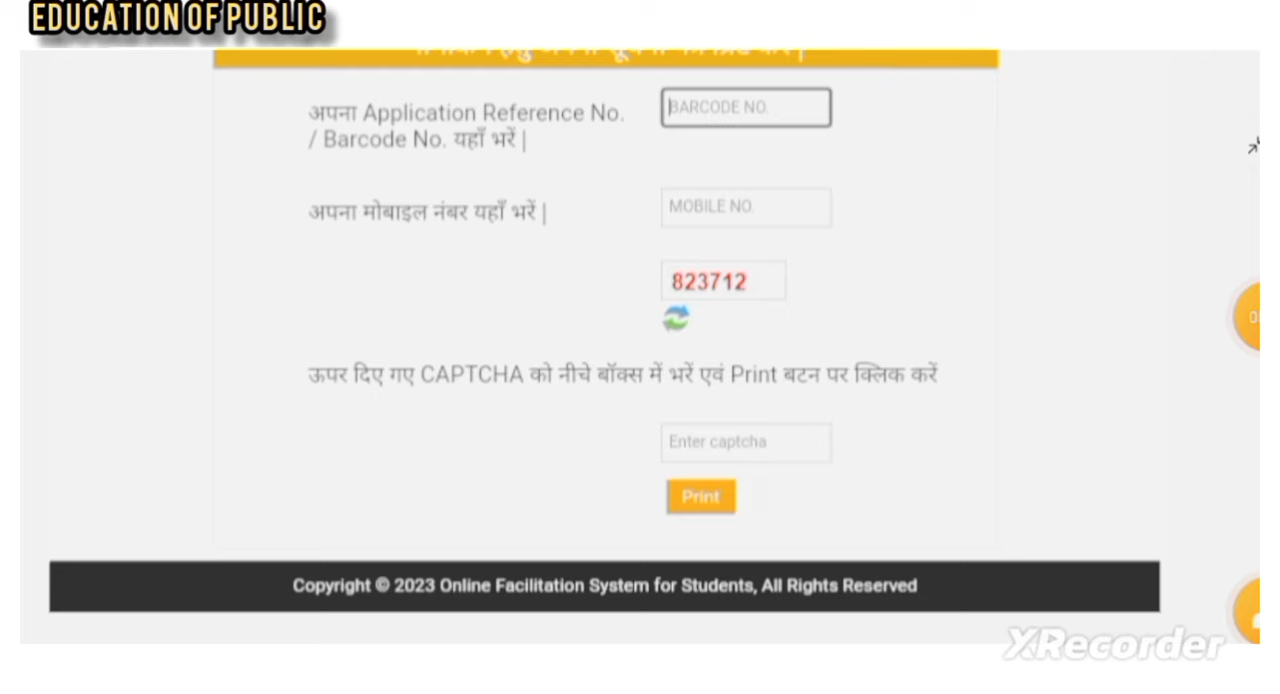 EDUCATION OF PUBLIC
अपना Application Reference No.
/ Barcode No. यहाँ भरें |
BARCODE NO.
अपना मोबाइल नंबर यहाँ भरें |
MOBILE NO.
823712
ऊपर दिए गए CAPTCHA को नीचे बॉक्स में भरें एवं Print बटन पर क्लिक करें
Enter captcha
Print
Copyright © 2023 Online Facilitation System for Students, All Rights Reserved
XRecorder